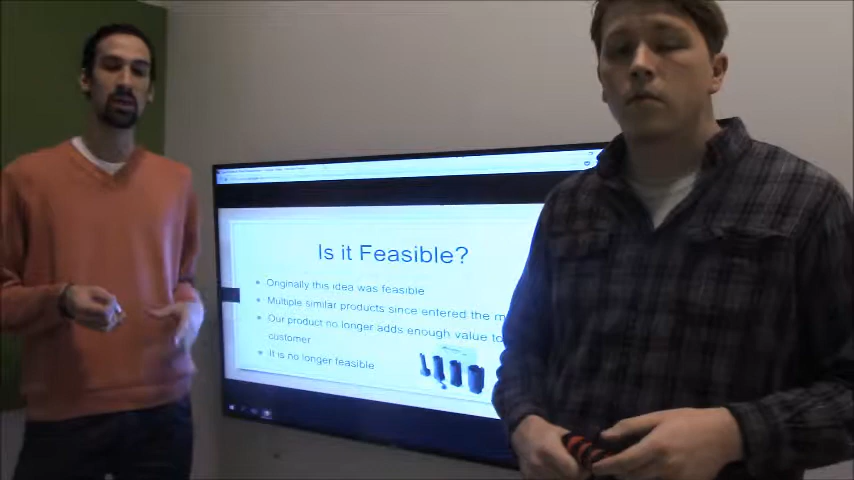 Is it Feasible?
Originally this idea was feasible
Multiple similar products since entered the
Our product no longer adds enough value to
customer
It is no longer feasible